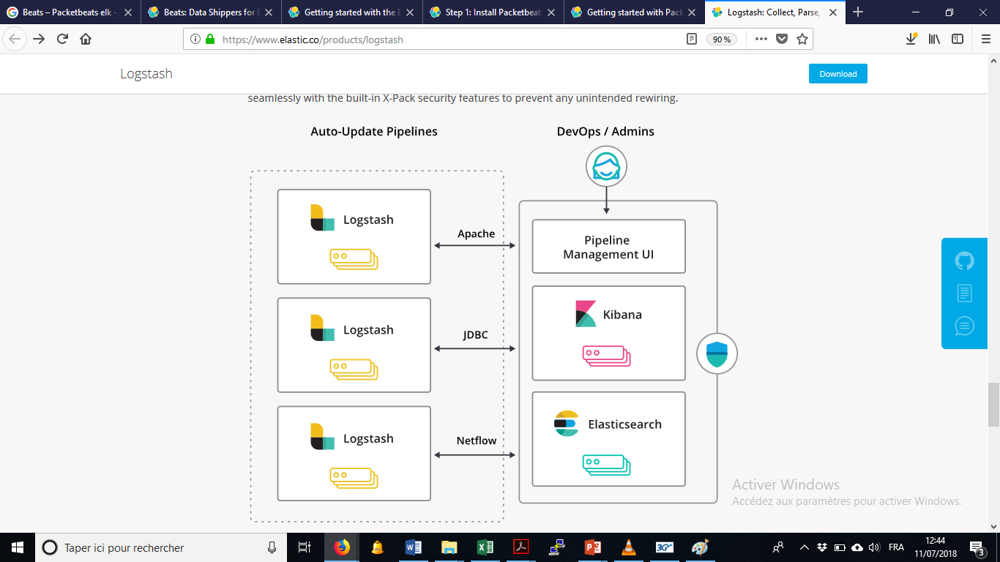 Beats – Packetbeats elk -
Beats: Data Shippers for E
Getting started with the E
Step 1: Install Packetbeat
Getting started with Pack
Logstash: Collect, Parse,
https://www.elastic.co/products/logstash
90%
Logstash
Download
seamlessly with the built-in X-Pack security features to prevent any unintended rewiring.
Auto-Update Pipelines
DevOps / Admins
Logstash
Apache
Pipeline
Management UI
Logstash
JDBC
Kibana
Logstash
Netflow
Elasticsearch
Activer Windows
Accédez aux paramètres pour activer Windows.
Taper ici pour rechercher
3G++
FRA
12:44
11/07/2018
3